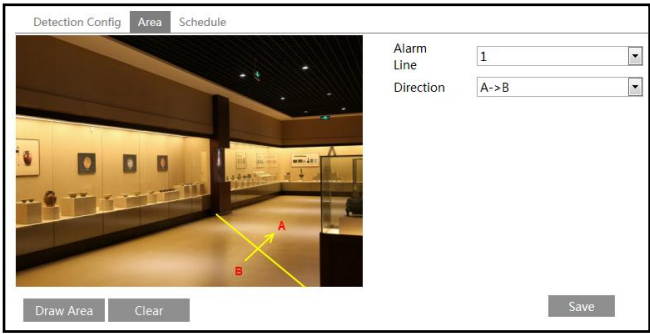 Detection Config Area Schedule
Alarm
Line
1
Direction
A->B
A
B
Draw Area Clear
Save